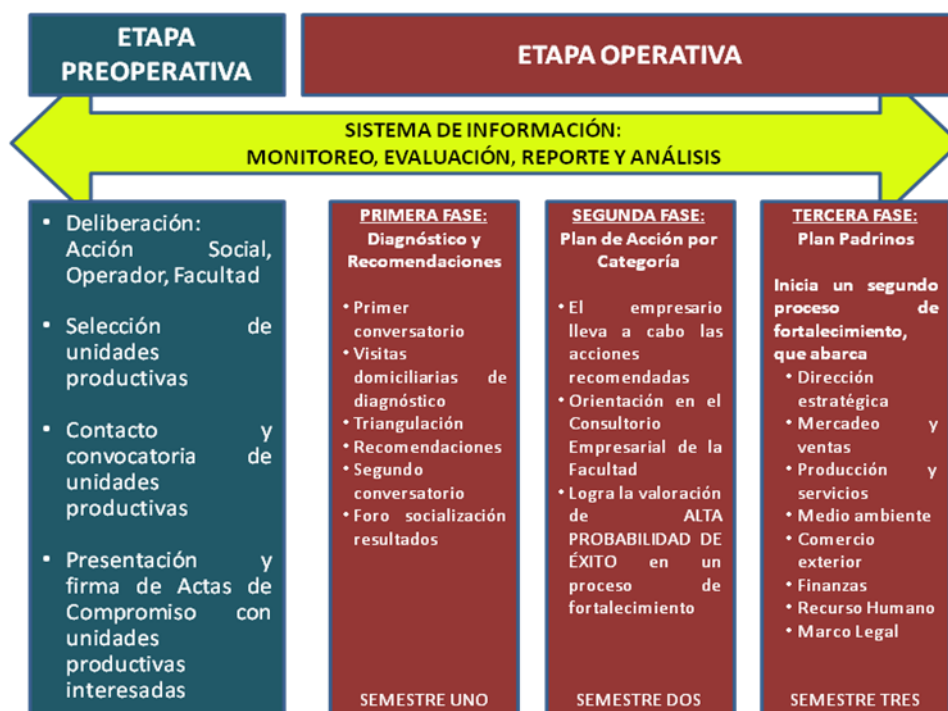 ETAPA
PREOPERATIVA
ETAPA OPERATIVA
SISTEMA DE INFORMACIÓN:
MONITOREO, EVALUACIÓN, REPORTE Y ANÁLISIS
• Deliberación:
Acción Social,
Operador, Facultad
• Selección de
unidades
productivas
• Contacto y
convocatoria de
unidades
productivas
• Presentación y
firma de Actas de
Compromiso con
unidades
productivas
interesadas
PRIMERA FASE:
Diagnóstico y
Recomendaciones
• Primer
conversatorio
• Visitas
domiciliarias de
diagnóstico
• Triangulación
• Recomendaciones
• Segundo
conversatorio
• Foro socialización
resultados
SEMESTRE UNO
SEGUNDA FASE:
Plan de Acción por
Categoría
• El empresario
lleva a cabo las
acciones
recomendadas
• Orientación en el
Consultorio
Empresarial de la
Facultad
• Logra la valoración
de ALTA
PROBABILIDAD DE
ÉXITO en un
proceso de
fortalecimiento
SEMESTRE DOS
TERCERA FASE:
Plan Padrinos
Inicia un segundo
proceso de
fortalecimiento,
que abarca
• Dirección
estratégica
• Mercadeo y
ventas
• Producción y
servicios
• Medio ambiente
• Comercio
exterior
• Finanzas
• Recurso Humano
• Marco Legal
SEMESTRE TRES